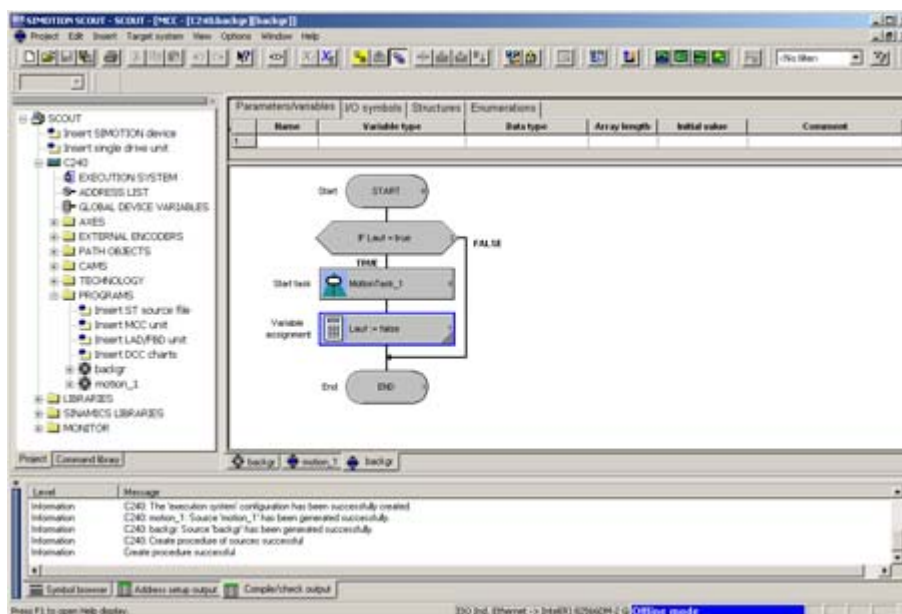 SIMOTION SCOUT - SCOUT - [MCC - [C240.backgr][backgr]]
Project Edit Insert Target system View Options Window Help
<No filter>
SCOUT
Insert SIMOTION device
Insert single drive unit
C240
EXECUTION SYSTEM
ADDRESS LIST
GLOBAL DEVICE VARIABLES
AXES
EXTERNAL ENCODERS
PATH OBJECTS
CAMS
TECHNOLOGY
PROGRAMS
Insert ST source file
Insert MCC unit
Insert LAD/FBD unit
Insert DCC charts
backgr
motion_1
LIBRARIES
SINAMICS LIBRARIES
MONITOR
Project Command library
Parameters/variables I/O symbols Structures Enumerations
Name Variable type Data type Array length Initial value Comment
1
Start START
IF Lauf = true
FALSE
TRUE
Start task MotionTask_1
Variable assignment Lauf := false
End END
backgr motion_1 backgr
Level Message
Information C240: The 'execution system' configuration has been successfully created
Information C240: motion_1: Source 'motion_1' has been generated successfully.
Information C240: backgr: Source 'backgr' has been generated successfully.
Information C240: Create procedure of sources successful
Information Create procedure successful
Symbol browser Address setup output Compile/check output
Press F1 to open Help display.
ISO Ind. Ethernet -> Intel(R) Offline mode